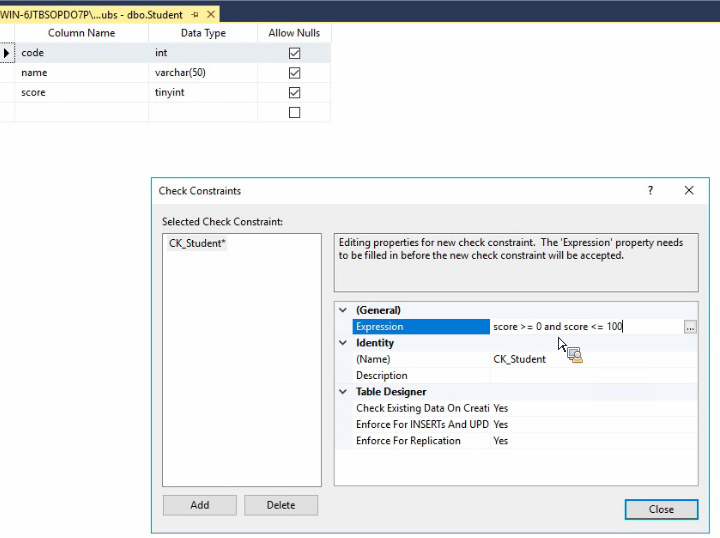 WIN-6JTBSOPDO7P\...ubs - dbo.Student
Column Name Data Type Allow Nulls
code int
name varchar(50)
score tinyint
Check Constraints ?
Selected Check Constraint:
CK_Student*
Editing properties for new check constraint. The 'Expression' property needs
to be filled in before the new check constraint will be accepted.
(General)
Expression score >= 0 and score <= 100
...
Identity
(Name) CK_Student
Description
Table Designer
Check Existing Data On Creati Yes
Enforce For INSERTs And UPD Yes
Enforce For Replication Yes
Add Delete
Close